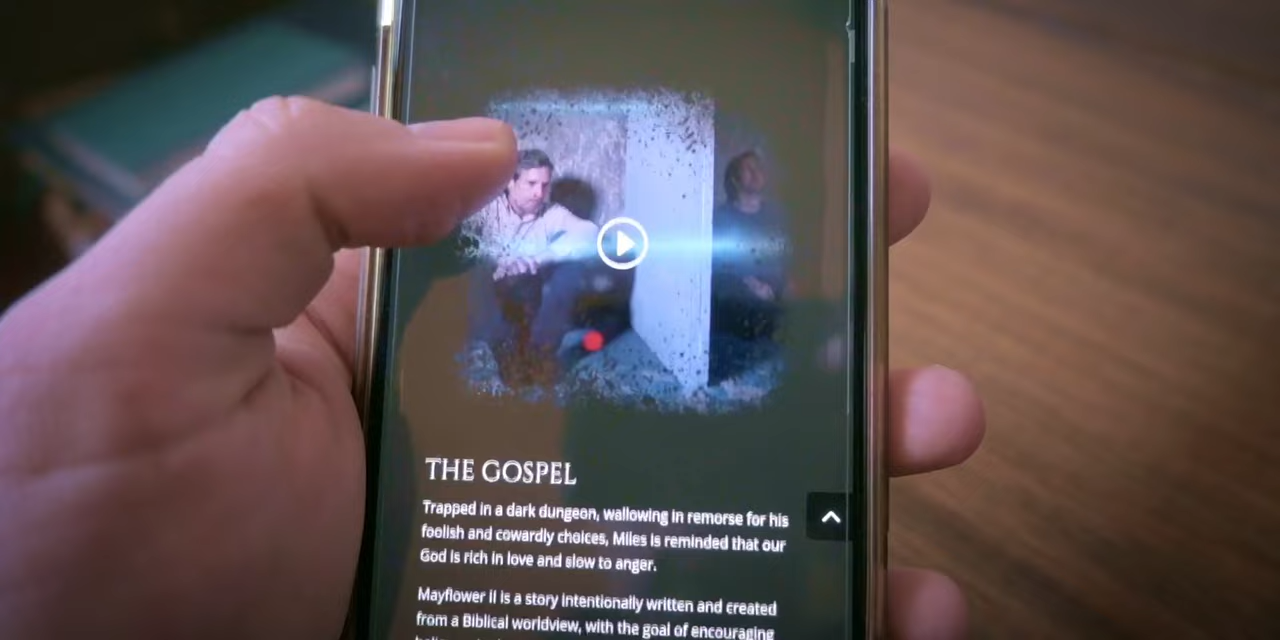 THE GOSPEL
Trapped in a dark dungeon, wallowing in remorse for his
foolish and cowardly choices, Miles is reminded that our
God is rich in love and slow to anger.
Mayflower II is a story intentionally written and created
from a Biblical worldview, with the goal of encouraging